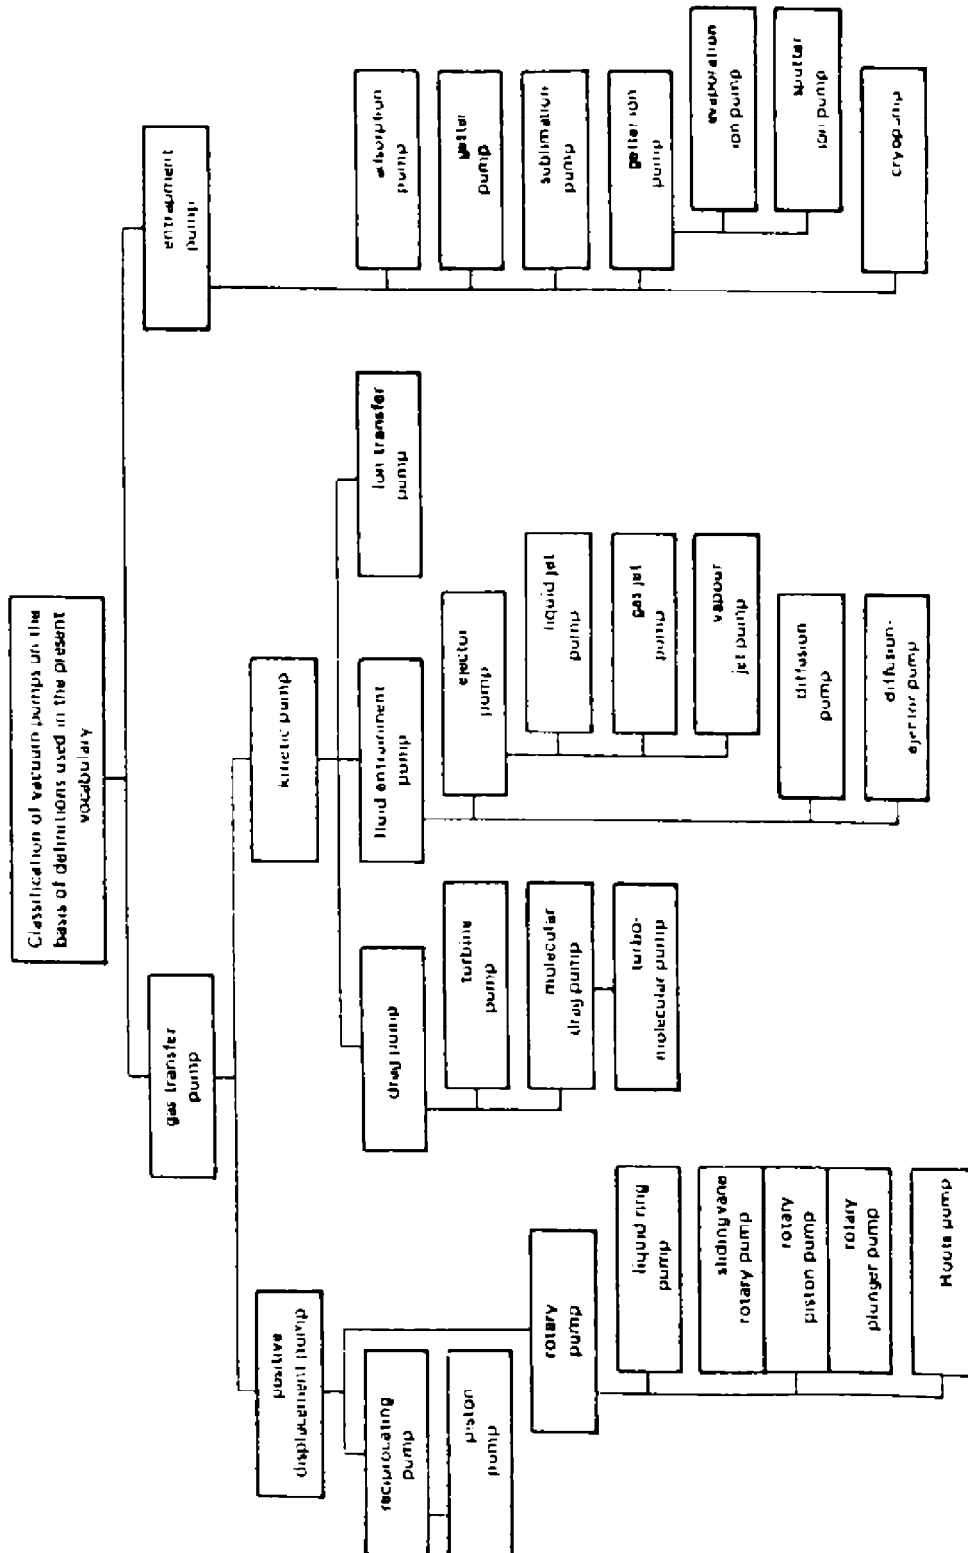 Classification of vacuum pumps on the
basis of definitions used in the present
vocabulary
gas transfer
pump
entrapment
pump
positive
displacement pump
kinetic pump
reciprocating
pump
piston
pump
rotary
pump
liquid ring
pump
sliding vane
rotary pump
rotary
piston pump
rotary
plunger pump
Roots pump
drag pump
turbine
pump
molecular
drag pump
turbo-
molecular pump
fluid entrainment
pump
ejector
pump
liquid jet
pump
gas jet
pump
vapour
jet pump
diffusion
pump
diffusion-
ejector pump
Ion transfer
pump
adsorption
pump
getter
pump
sublimation
pump
getter ion
pump
evaporation
ion pump
sputter
ion pump
cryopump